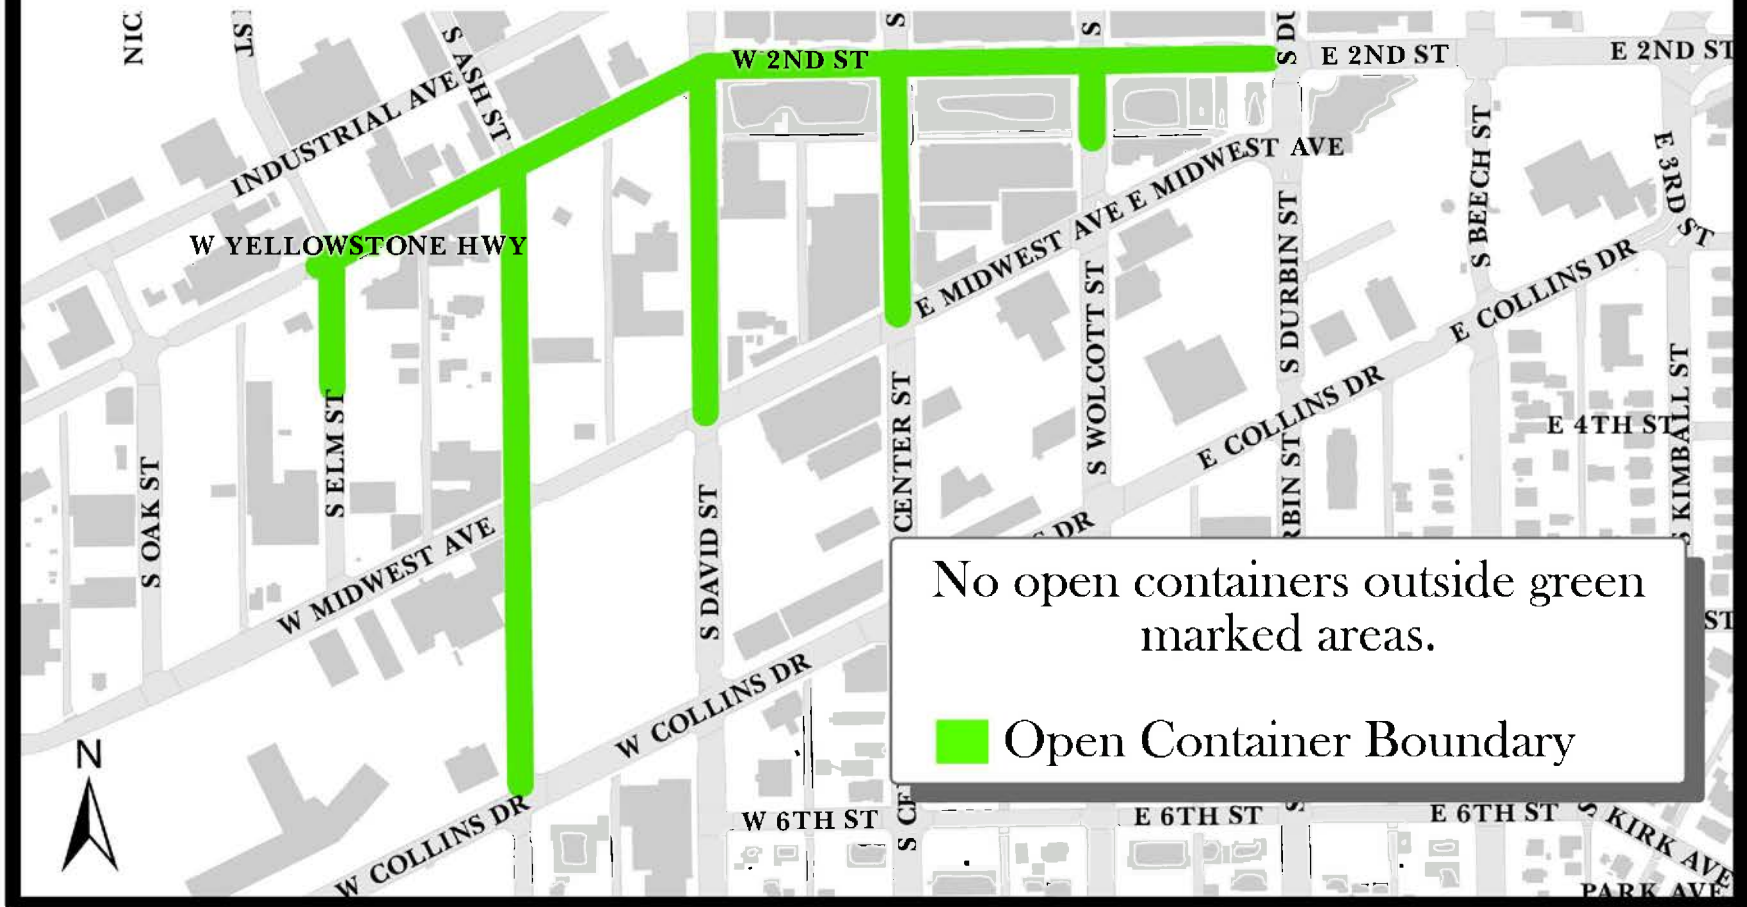 NIC
ST
S ASH ST
S
S
S DU
W 2ND ST
E 2ND ST
E 2ND ST
INDUSTRIAL AVE
E MIDWEST AVE
E MIDWEST AVE
S BEECH ST
E 3RD ST
W YELLOWSTONE HWY
S DURBIN ST
S WOLCOTT ST
E COLLINS DR
E COLLINS DR
S ELM ST
S OAK ST
CENTER ST
E 4TH ST
S KIMBALL ST
W MIDWEST AVE
S DAVID ST
S DR
RBIN ST
No open containers outside green
marked areas.
ST
W COLLINS DR
Open Container Boundary
N
W COLLINS DR
W 6TH ST
S CE
E 6TH ST
S
E 6TH ST
S KIRK AVE
PARK AVE